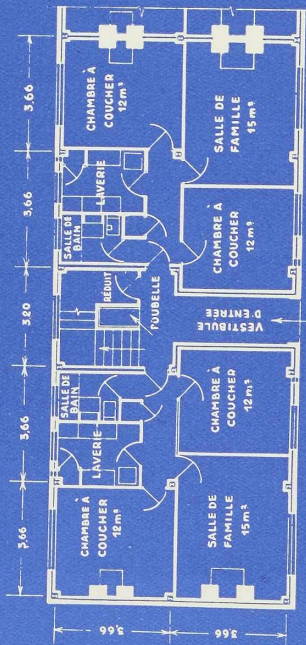 3,66
3,66
3.20
3,66
3,66
3,66
3,66
CHAMBRE À
COUCHER
12m²
LAVERIE
SALLE DE
BAIN
RÉDUIT
POUBELLE
SALLE DE
BAIN
LAVERIE
CHAMBRE À
COUCHER
12m²
SALLE DE
FAMILLE
15m²
CHAMBRE À
COUCHER
12m²
VESTIBULE
D'ENTRÉE
CHAMBRE À
COUCHER
12m²
SALLE DE
FAMILLE
15m²